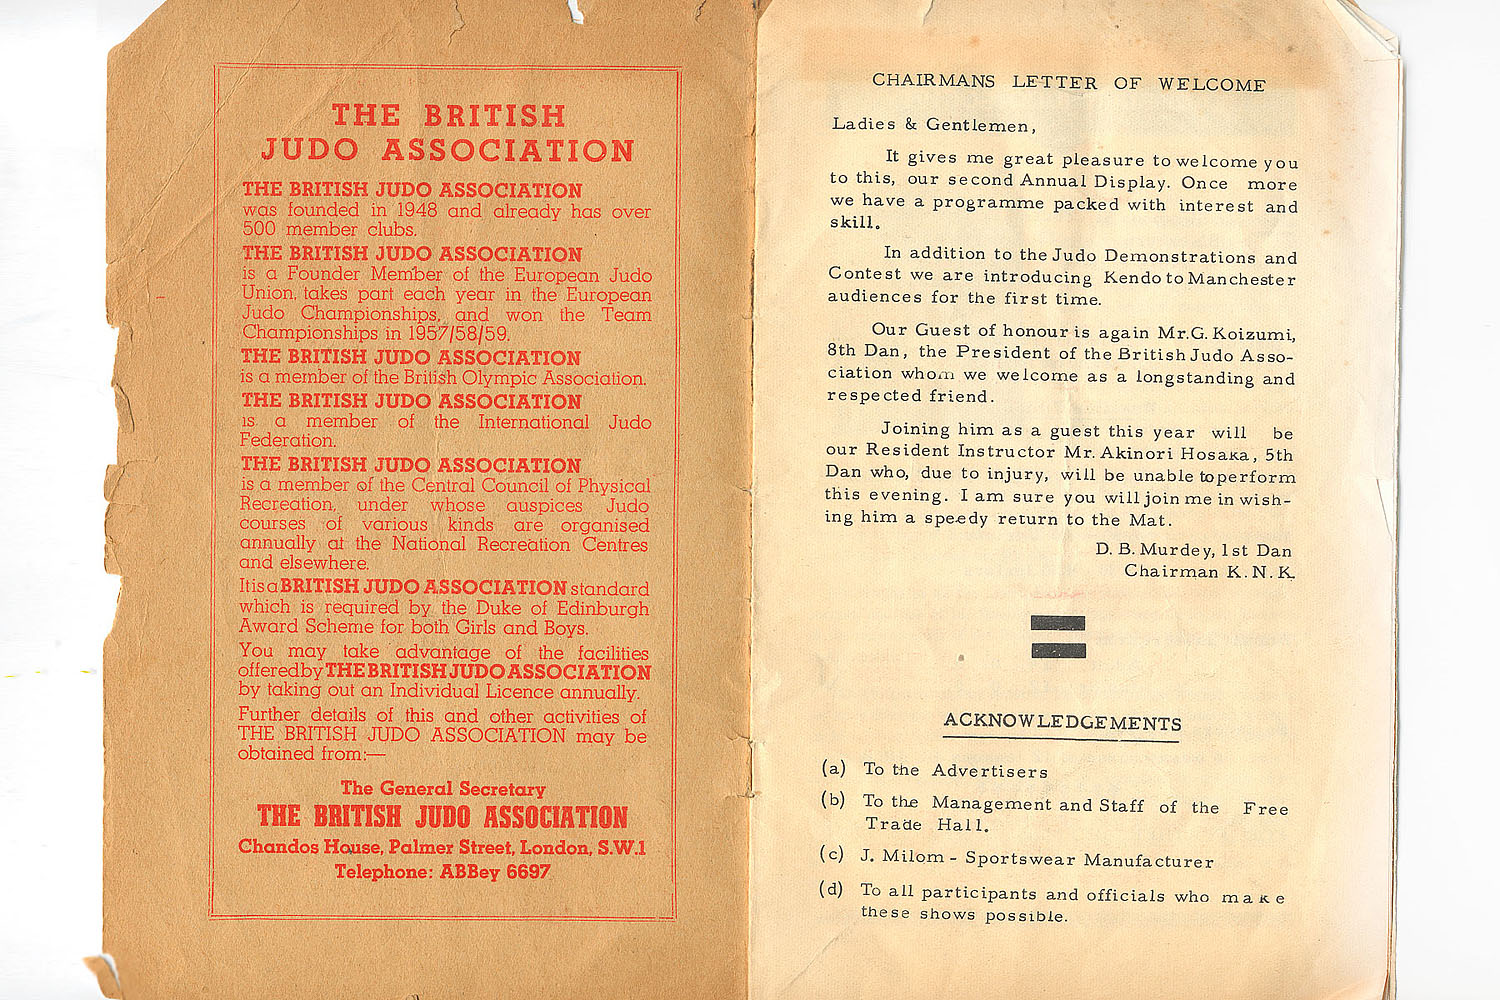 THE BRITISH
JUDO ASSOCIATION
THE BRITISH JUDO ASSOCIATION
was founded in 1948 and already has over
500 member clubs.
THE BRITISH JUDO ASSOCIATION
is a Founder Member of the European Judo
Union, takes part each year in the European
Judo Championships, and won the Team
Championships in 1957/58/59.
THE BRITISH JUDO ASSOCIATION
is a member of the British Olympic Association.
THE BRITISH JUDO ASSOCIATION
is a member of the International Judo
Federation.
THE BRITISH JUDO ASSOCIATION
is a member of the Central Council of Physical
Recreation, under whose auspices Judo
courses of various kinds are organised
annually at the National Recreation Centres
and elsewhere.
It is a BRITISH JUDO ASSOCIATION standard
which is required by the Duke of Edinburgh
Award Scheme for both Girls and Boys.
You may take advantage of the facilities
offered by THE BRITISH JUDO ASSOCIATION
by taking out an Individual Licence annually.
Further details of this and other activities of
THE BRITISH JUDO ASSOCIATION may be
obtained from:—
The General Secretary
THE BRITISH JUDO ASSOCIATION
Chandos House, Palmer Street, London, S.W.1
Telephone: ABBey 6697
CHAIRMANS LETTER OF WELCOME
Ladies & Gentlemen,
It gives me great pleasure to welcome you
to this, our second Annual Display. Once more
we have a programme packed with interest and
skill.
In addition to the Judo Demonstrations and
Contest we are introducing Kendo to Manchester
audiences for the first time.
Our Guest of honour is again Mr. G. Koizumi,
8th Dan, the President of the British Judo Asso-
ciation whom we welcome as a longstanding and
respected friend.
Joining him as a guest this year will be
our Resident Instructor Mr. Akinori Hosaka, 5th
Dan who, due to injury, will be unable to perform
this evening. I am sure you will join me in wish-
ing him a speedy return to the Mat.
D. B. Murdey, 1st Dan
Chairman K. N. K.
ACKNOWLEDGEMENTS
(a) To the Advertisers
(b) To the Management and Staff of the Free
Trade Hall.
(c) J. Milom - Sportswear Manufacturer
(d) To all participants and officials who make
these shows possible.